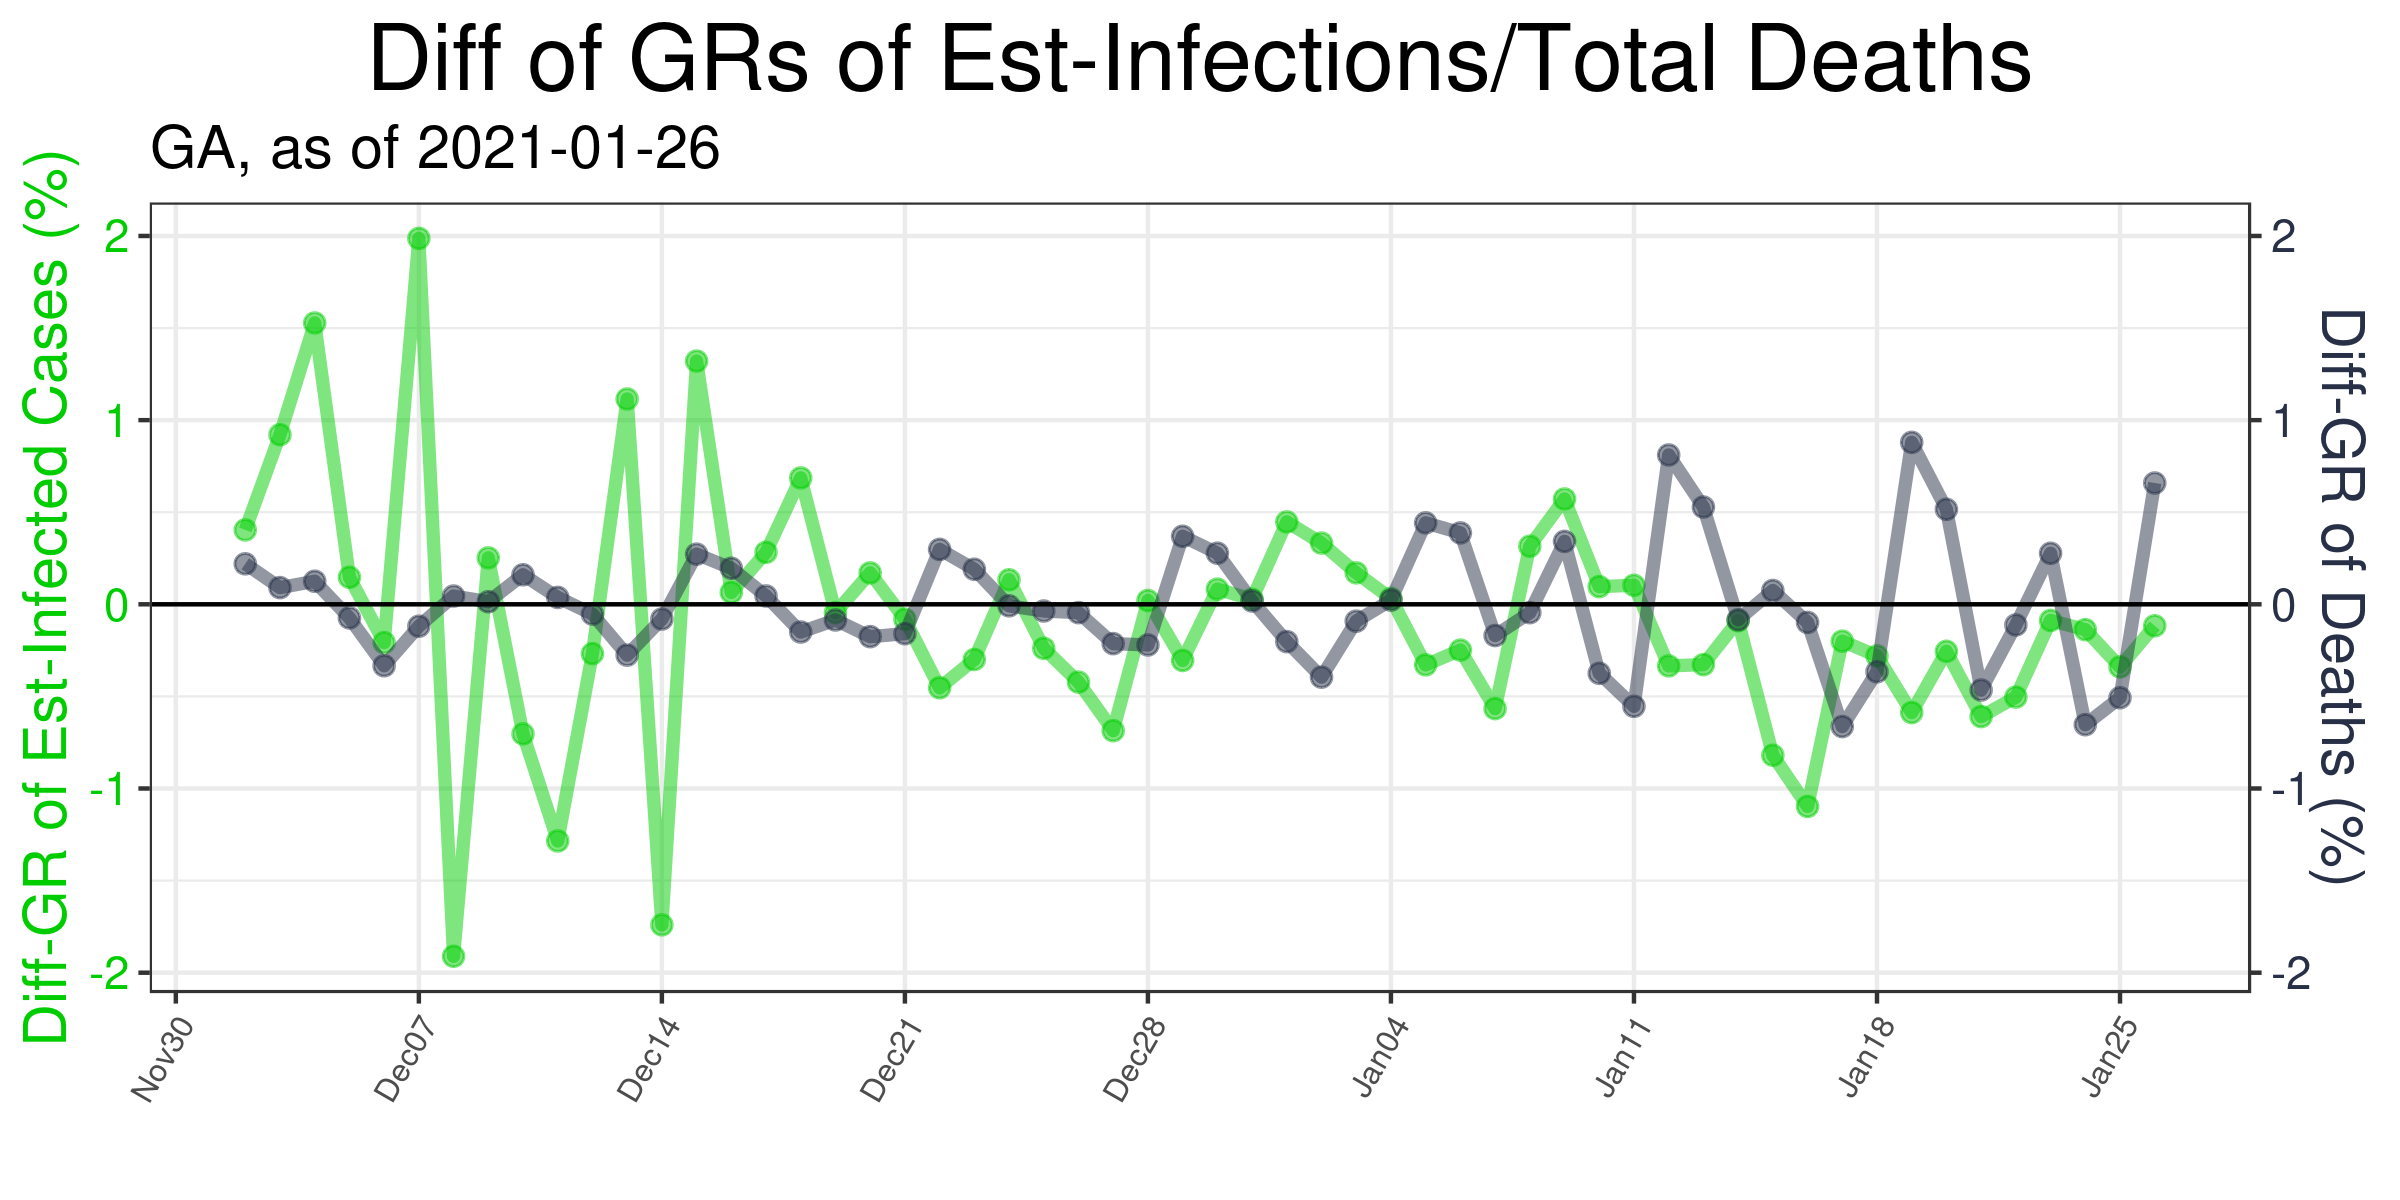 Diff of GRs of Est-Infections/Total Deaths
GA, as of 2021-01-26
Diff-GR of Est-Infected Cases (%)
2
1
0
-1
-2
2
1
0
-1
-2
Diff-GR of Deaths (%)
Nov30
Dec07
Dec14
Dec21
Dec28
Jan04
Jan11
Jan18
Jan25